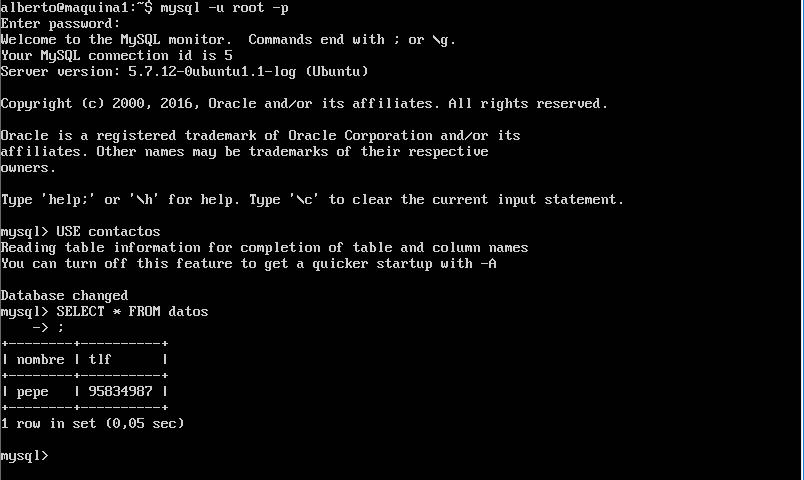 alberto@maquina1:~$ mysql -u root -p
Enter password:
Welcome to the MySQL monitor.  Commands end with ; or \g.
Your MySQL connection id is 5
Server version: 5.7.12-0ubuntu1.1-log (Ubuntu)

Copyright (c) 2000, 2016, Oracle and/or its affiliates. All rights reserved.

Oracle is a registered trademark of Oracle Corporation and/or its
affiliates. Other names may be trademarks of their respective
owners.

Type 'help;' or '\h' for help. Type '\c' to clear the current input statement.

mysql> USE contactos
Reading table information for completion of table and column names
You can turn off this feature to get a quicker startup with -A

Database changed
mysql> SELECT * FROM datos
    -> ;
+--------+----------+
| nombre | tlf      |
+--------+----------+
| pepe   | 95834987 |
+--------+----------+
1 row in set (0,05 sec)

mysql>